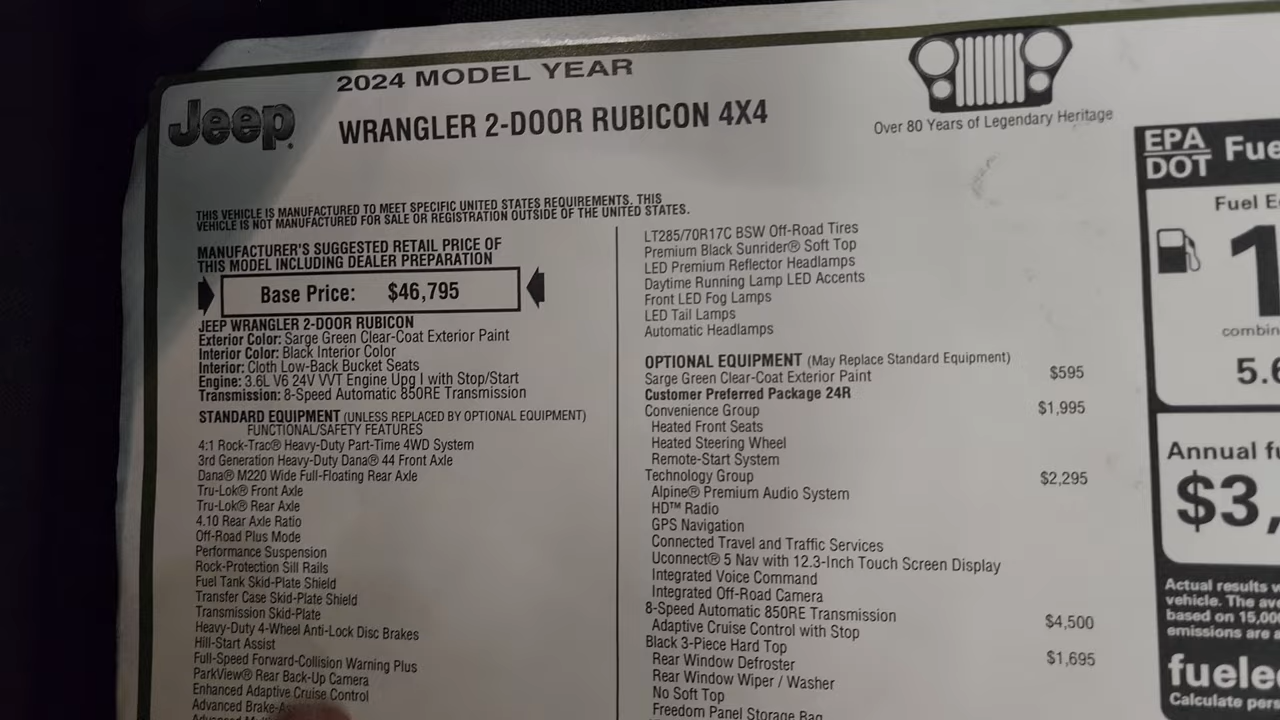 2024 MODEL YEAR
Jeep
WRANGLER 2-DOOR RUBICON 4X4
Over 80 Years of Legendary Heritage
THIS VEHICLE IS MANUFACTURED TO MEET SPECIFIC UNITED STATES REQUIREMENTS. THIS
VEHICLE IS NOT MANUFACTURED FOR SALE OR REGISTRATION OUTSIDE OF THE UNITED STATES.
MANUFACTURER'S SUGGESTED RETAIL PRICE OF
THIS MODEL INCLUDING DEALER PREPARATION
Base Price: $46,795
JEEP WRANGLER 2-DOOR RUBICON
Exterior Color: Sarge Green Clear-Coat Exterior Paint
Interior Color: Black Interior Color
Interior: Cloth Low-Back Bucket Seats
Engine: 3.6L V6 24V VVT Engine Upg I with Stop/Start
Transmission: 8-Speed Automatic 850RE Transmission
STANDARD EQUIPMENT (UNLESS REPLACED BY OPTIONAL EQUIPMENT)
FUNCTIONAL/SAFETY FEATURES
4:1 Rock-Trac® Heavy-Duty Part-Time 4WD System
3rd Generation Heavy-Duty Dana® 44 Front Axle
Dana® M220 Wide Full-Floating Rear Axle
Tru-Lok® Front Axle
Tru-Lok® Rear Axle
4.10 Rear Axle Ratio
Off-Road Plus Mode
Performance Suspension
Rock-Protection Sill Rails
Fuel Tank Skid-Plate Shield
Transfer Case Skid-Plate Shield
Transmission Skid-Plate
Heavy-Duty 4-Wheel Anti-Lock Disc Brakes
Hill-Start Assist
Full-Speed Forward-Collision Warning Plus
ParkView® Rear Back-Up Camera
Enhanced Adaptive Cruise Control
Advanced
LT285/70R17C BSW Off-Road Tires
Premium Black Sunrider® Soft Top
LED Premium Reflector Headlamps
Daytime Running Lamp LED Accents
Front LED Fog Lamps
LED Tail Lamps
Automatic Headlamps
OPTIONAL EQUIPMENT (May Replace Standard Equipment)
Sarge Green Clear-Coat Exterior Paint $595
Customer Preferred Package 24R
Convenience Group $1,995
Heated Front Seats
Heated Steering Wheel
Remote-Start System
Technology Group $2,295
Alpine® Premium Audio System
HD™ Radio
GPS Navigation
Connected Travel and Traffic Services
Uconnect® 5 Nav with 12.3-Inch Touch Screen Display
Integrated Voice Command
Integrated Off-Road Camera
8-Speed Automatic 850RE Transmission $4,500
Adaptive Cruise Control with Stop
Black 3-Piece Hard Top $1,695
Rear Window Defroster
Rear Window Wiper / Washer
No Soft Top
Freedom Panel Storage Bag
EPA
DOT Fue
Fuel E
1
combin
5.6
Annual fu
$3,
Actual results
vehicle. The ave
based on 15,000
emissions are a
fuele
Calculate pers